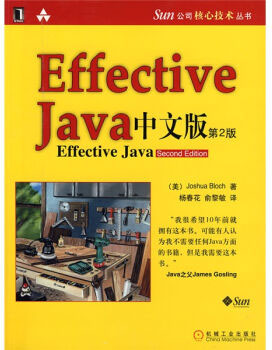 Sun公司核心技术丛书
Effective
Java中文版第2版
Effective Java Second Edition
(美) Joshua Bloch 著
杨春花 俞黎敏 译
"我很希望10年前就
拥有这本书。可能有人认
为我不需要任何Java方面
的书籍，但是我需要这本
书。"
Java之父James Gosling
Sun
机械工业出版社
China Machine Press